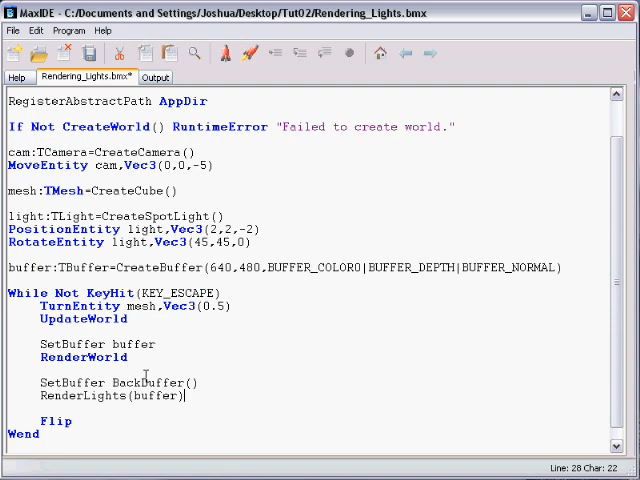 MaxIDE - C:/Documents and Settings/Joshua/Desktop/Tut02/Rendering_Lights.bmx
File Edit Program Help
Help Rendering_Lights.bmx* Output
RegisterAbstractPath AppDir
If Not CreateWorld() RuntimeError "Failed to create world."
cam:TCamera=CreateCamera()
MoveEntity cam,Vec3(0,0,-5)
mesh:TMesh=CreateCube()
light:TLight=CreateSpotLight()
PositionEntity light,Vec3(2,2,-2)
RotateEntity light,Vec3(45,45,0)
buffer:TBuffer=CreateBuffer(640,480,BUFFER_COLOR0|BUFFER_DEPTH|BUFFER_NORMAL)
While Not KeyHit(KEY_ESCAPE)
TurnEntity mesh,Vec3(0.5)
UpdateWorld
SetBuffer buffer
RenderWorld
SetBuffer BackBuffer()
RenderLights(buffer)
Flip
Wend
Line: 28 Char: 22